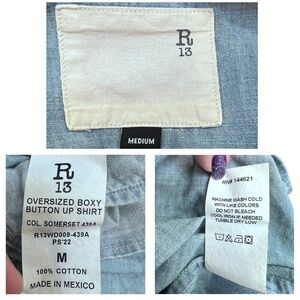 R
13
MEDIUM
R
13
OVERSIZED BOXY
BUTTON UP SHIRT
COL. SOMERSET 439A
R13WD009-439A
PS'22
M
100% COTTON
MADE IN MEXICO
RN# 144621
MACHINE WASH COLD
WITH LIKE COLORS
DO NOT BLEACH
COOL IRON IF NEEDED
TUMBLE DRY LOW